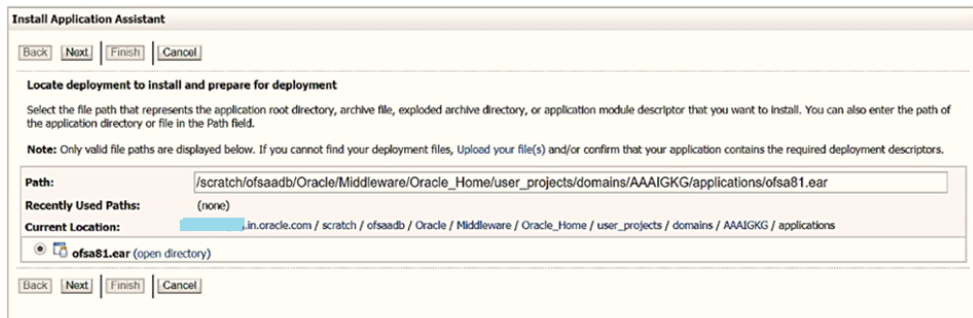 Install Application Assistant
Back Next Finish Cancel
Locate deployment to install and prepare for deployment
Select the file path that represents the application root directory, archive file, exploded archive directory, or application module descriptor that you want to install. You can also enter the path of
the application directory or file in the Path field.
Note: Only valid file paths are displayed below. If you cannot find your deployment files, Upload your file(s) and/or confirm that your application contains the required deployment descriptors.
Path: /scratch/ofsaadb/Oracle/Middleware/Oracle_Home/user_projects/domains/AAAIGKG/applications/ofsa81.ear
Recently Used Paths: (none)
Current Location: .in.oracle.com / scratch / ofsaadb / Oracle / Middleware / Oracle_Home / user_projects / domains / AAAIGKG / applications
ofsa81.ear (open directory)
Back Next Finish Cancel